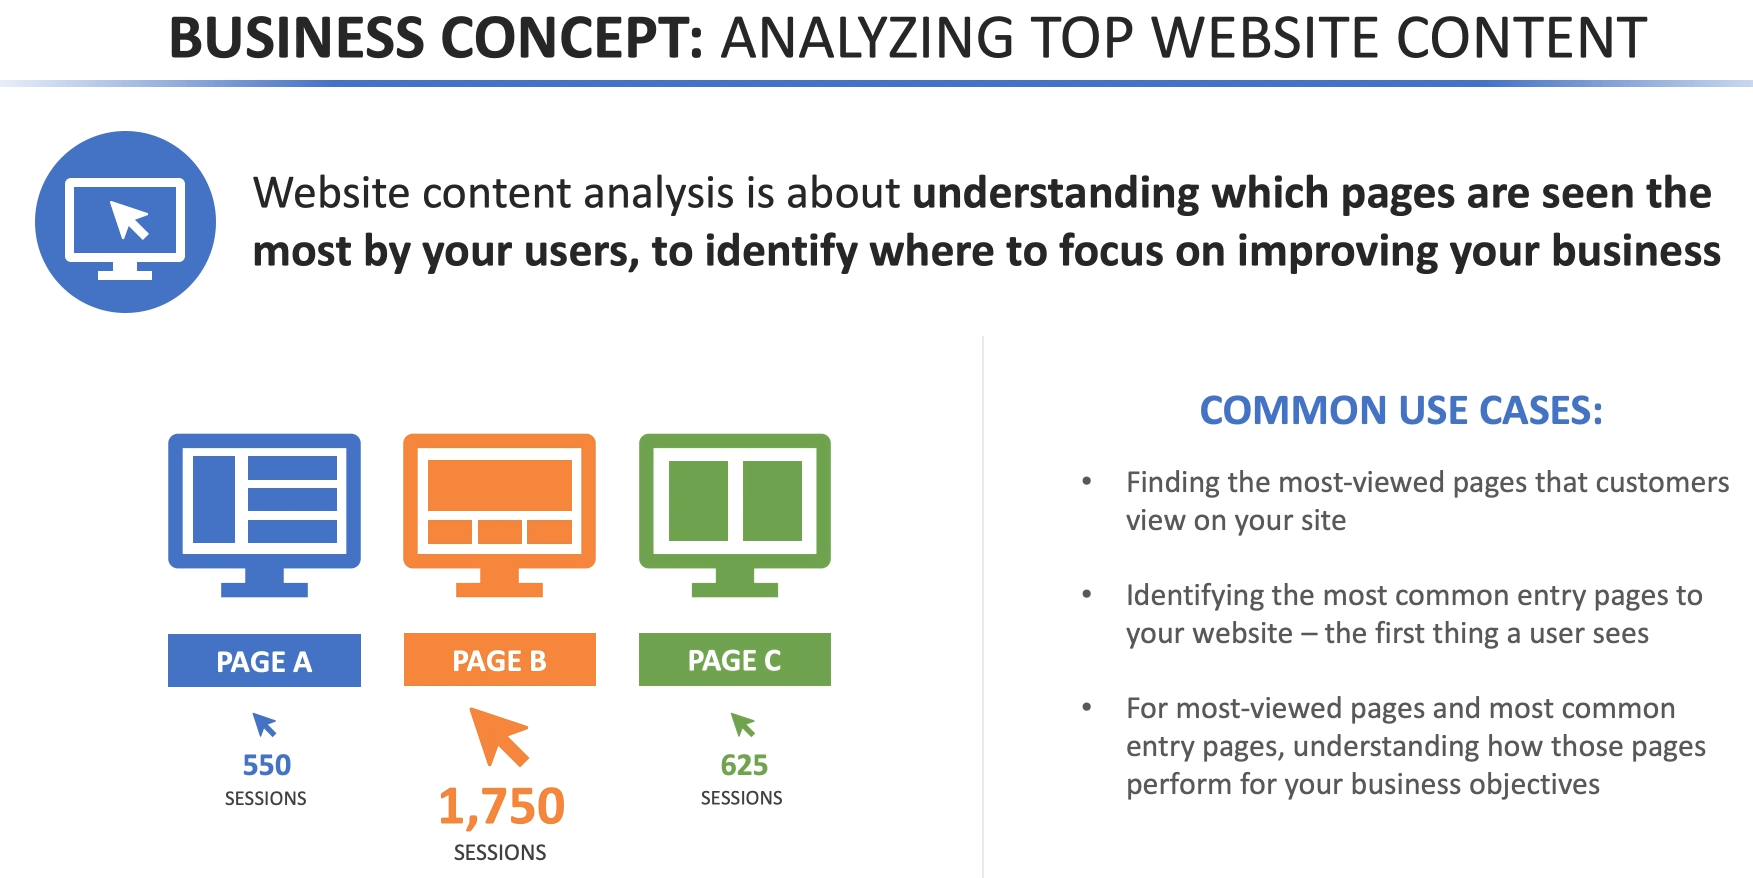 BUSINESS CONCEPT: ANALYZING TOP WEBSITE CONTENT
Website content analysis is about understanding which pages are seen the
most by your users, to identify where to focus on improving your business
PAGE A
550
SESSIONS
PAGE B
1,750
SESSIONS
PAGE C
625
SESSIONS
COMMON USE CASES:
• Finding the most-viewed pages that customers
view on your site
• Identifying the most common entry pages to
your website – the first thing a user sees
• For most-viewed pages and most common
entry pages, understanding how those pages
perform for your business objectives